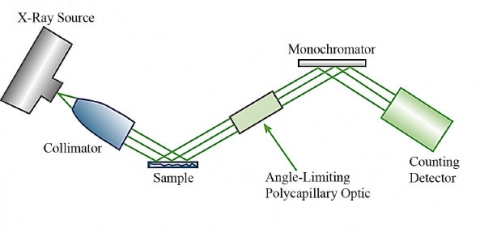 X-Ray Source
Monochromator
Collimator
Sample
Angle-Limiting
Polycapillary Optic
Counting
Detector